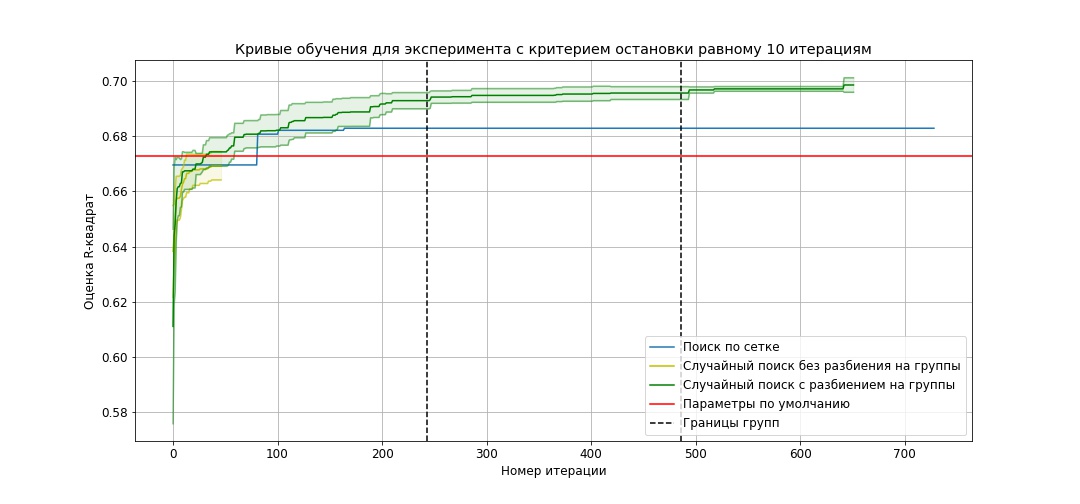 Кривые обучения для эксперимента с критерием остановки равному 10 итерациям
Оценка R-квадрат
0.70
0.68
0.66
0.64
0.62
0.60
0.58
Поиск по сетке
Случайный поиск без разбиения на группы
Случайный поиск с разбиением на группы
Параметры по умолчанию
Границы групп
0 100 200 300 400 500 600 700
Номер итерации